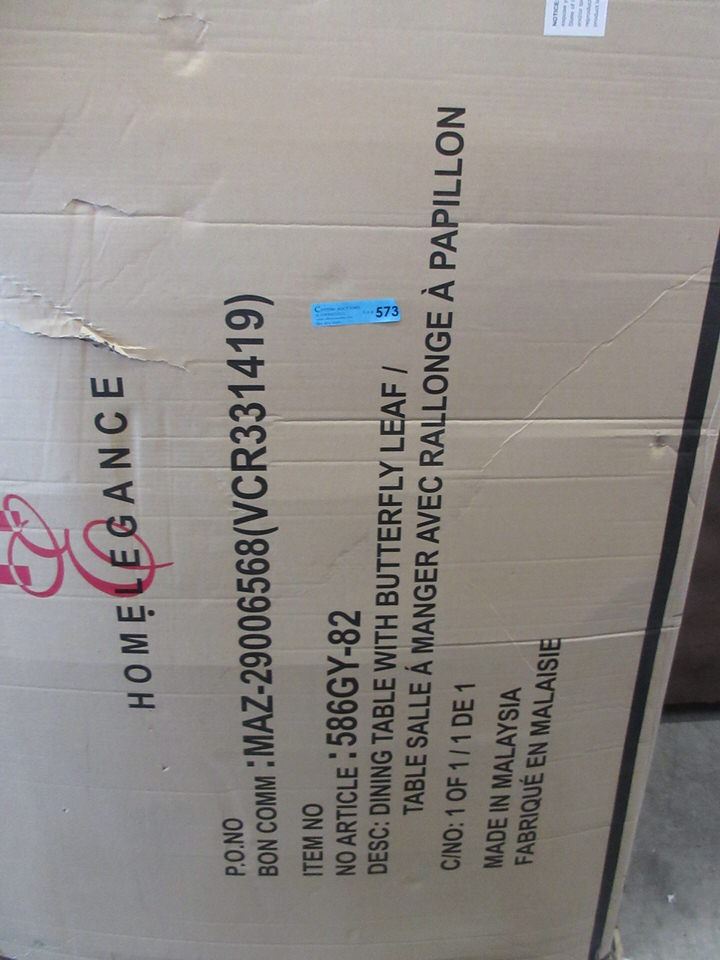 HOMELEGANCE
P.O.NO
BON COMM : MAZ-29006568(VCR331419)
ITEM NO
NO ARTICLE : 586GY-82
DESC: DINING TABLE WITH BUTTERFLY LEAF /
TABLE SALLE Á MANGER AVEC RALLONGE À PAPILLON
C/NO: 1 OF 1 / 1 DE 1
MADE IN MALAYSIA
FABRIQUÉ EN MALAISIE
573
NOTICE: